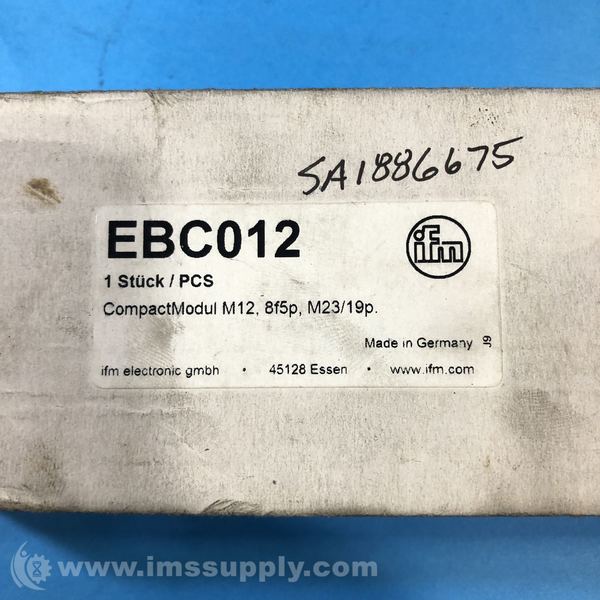 SA1886675
EBC012
ifm
1 Stück / PCS
CompactModul M12, 8f5p, M23/19p.
Made in Germany
J9
ifm electronic gmbh • 45128 Essen • www.ifm.com
www.imssupply.com